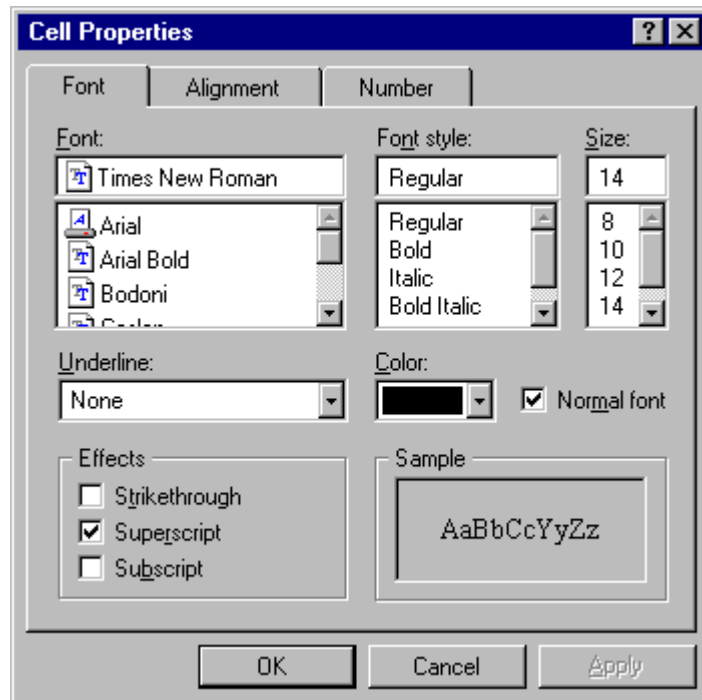 Cell Properties
Font Alignment Number
Font: Font style: Size:
Times New Roman Regular 14
Arial Regular 8
Arial Bold Bold 10
Bodoni Italic 12
Bold Italic 14
Underline: Color:
None Normal font
Effects Sample
Strikethrough
Superscript AaBbCcYyZz
Subscript
OK Cancel Apply